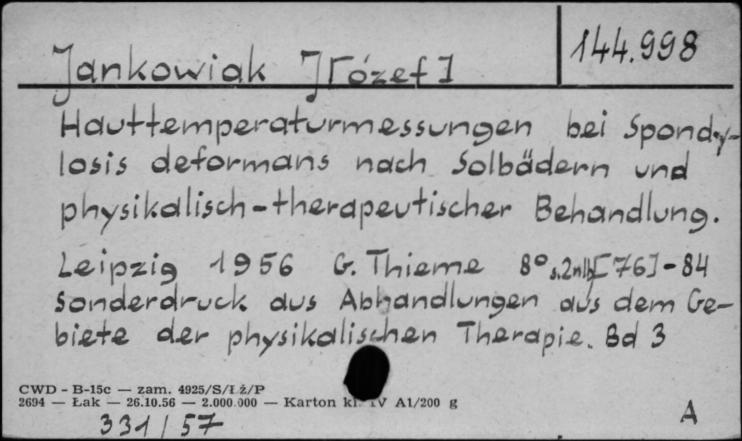 Jankowiak J[ózef]
144.998
Hauttemperaturmessungen bei Spondy-
losis deformans nach Solbädern und
physikalisch-therapeutischer Behandlung.
Leipzig 1956 G. Thieme 8° s. 2nlb [76]-84
Sonderdruck aus Abhandlungen aus dem Ge-
biete der physikalischen Therapie. Bd 3
CWD - B-15c — zam. 4925/S/Łż/P
2694 — Łak — 26.10.56 — 2.000.000 — Karton kl. IV A1/200 g
331/57
A